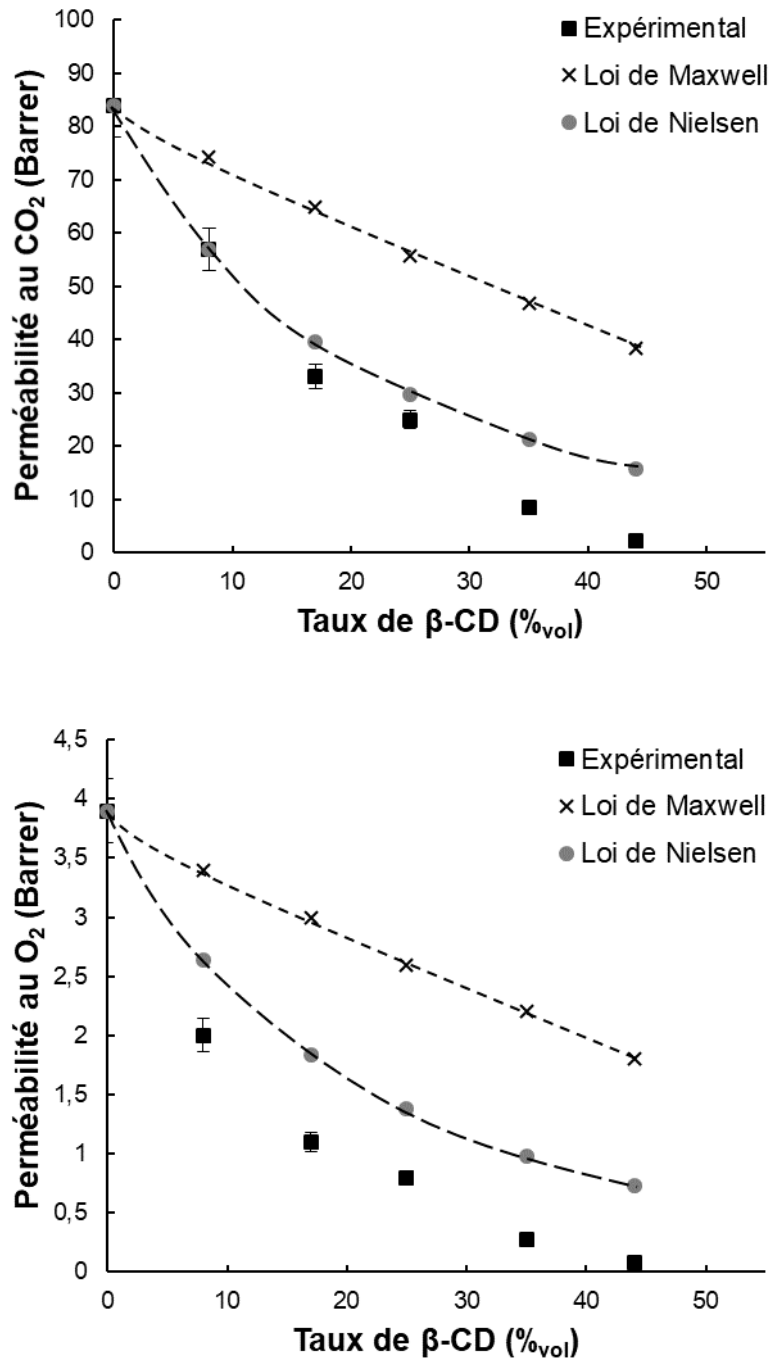 Perméabilité au CO₂ (Barrer)
100
90
80
70
60
50
40
30
20
10
0
■ Expérimental
× Loi de Maxwell
● Loi de Nielsen
0 10 20 30 40 50
Taux de β-CD (%vol)
Perméabilité au O₂ (Barrer)
4,5
4
3,5
3
2,5
2
1,5
1
0,5
0
■ Expérimental
× Loi de Maxwell
● Loi de Nielsen
0 10 20 30 40 50
Taux de β-CD (%vol)